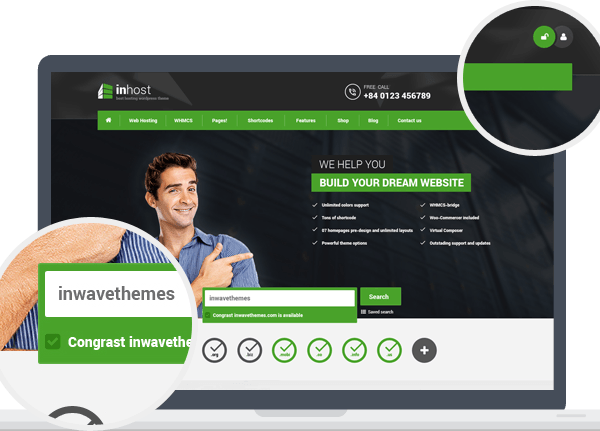 inhost
best hosting wordpress theme
FREE CALL
+84 0123 456789
Web Hosting WHMCS Pages! Shortcodes Features Shop Blog Contact us
WE HELP YOU
BUILD YOUR DREAM WEBSITE
Unlimited colors support WHMCS-bridge
Tons of shortcode Woo-Commercer included
07 homepages pre-design and unlimited layouts Virtual Composer
Powerful theme options Outstading support and updates
inwavethemes Search
Congrast inwavethemes.com is available Saved search
inwavethemes
Congrast inwavethe
.org .biz .mobi .co .info .us